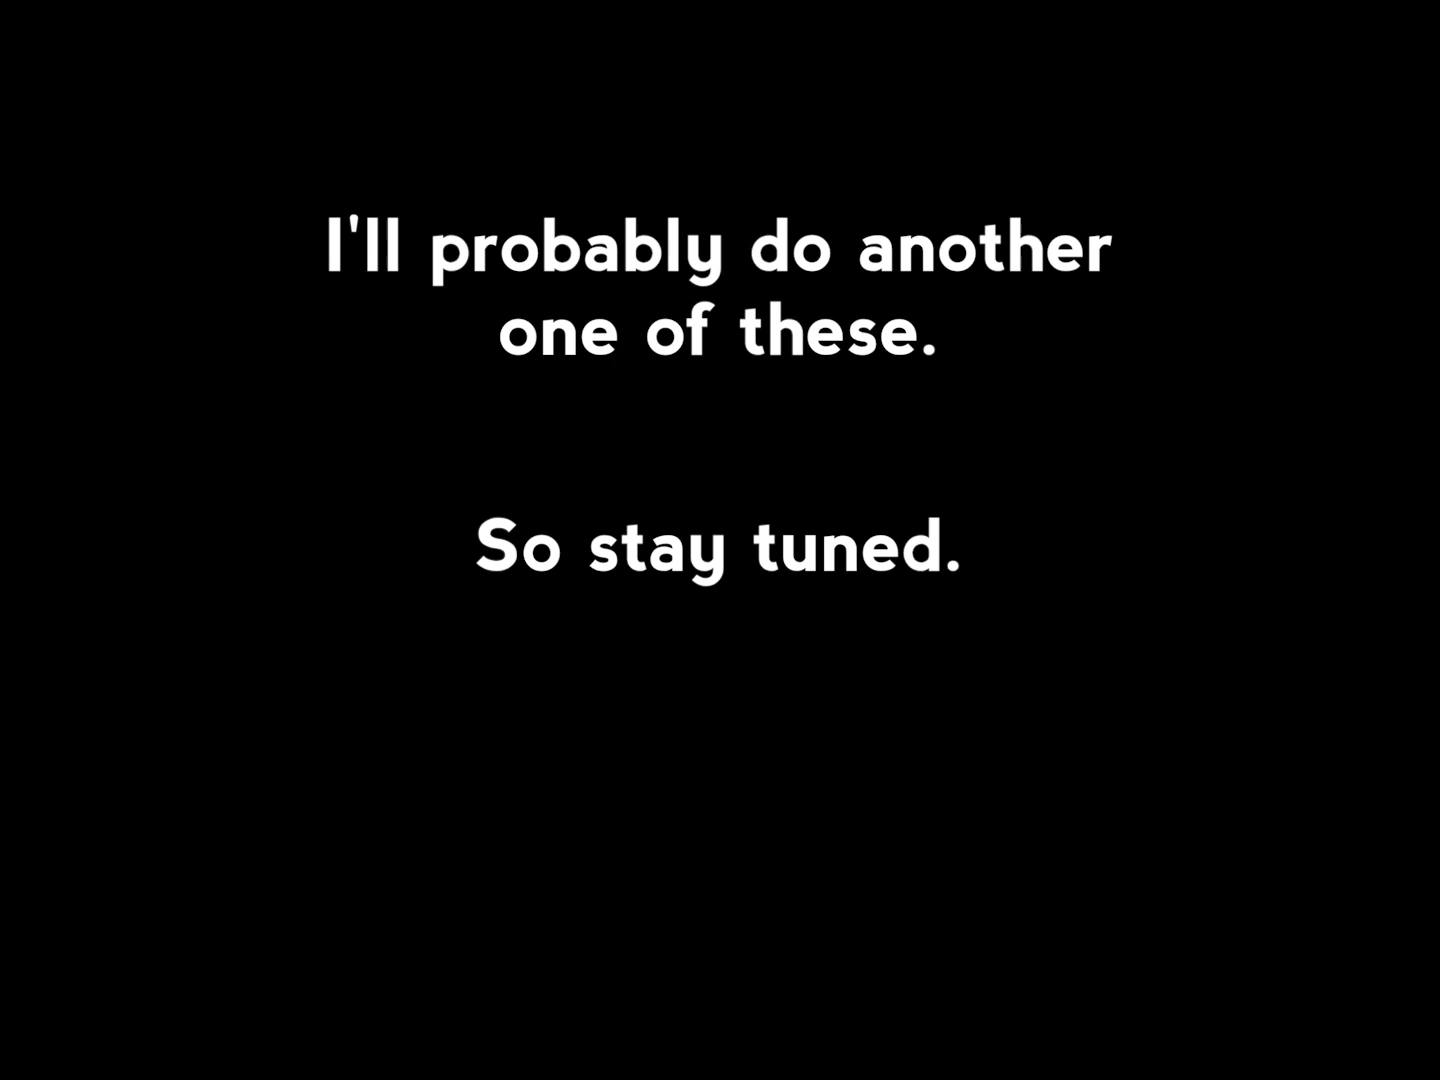 I'll probably do another
one of these.
So stay tuned.